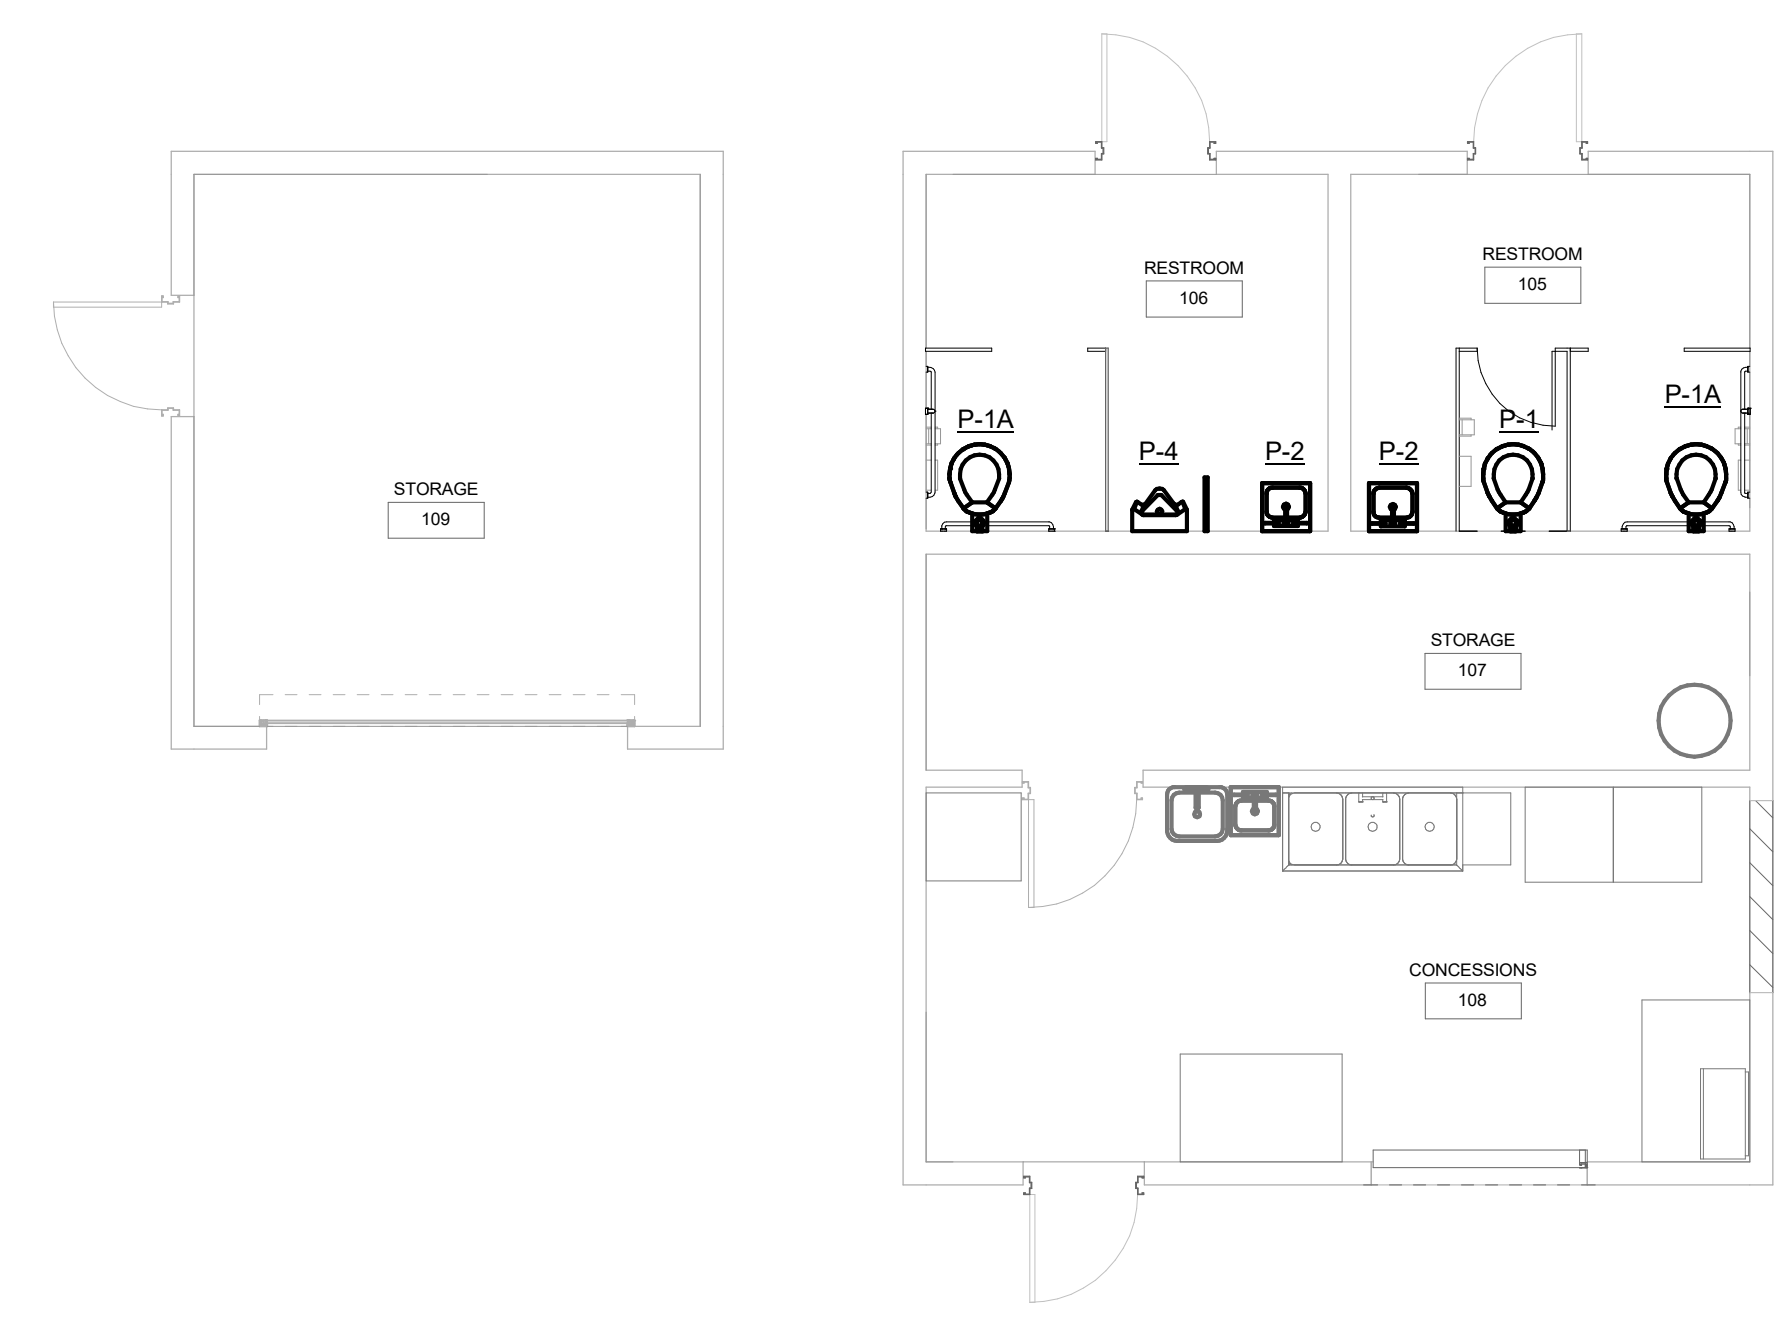 RESTROOM
106
RESTROOM
105
P-1A
P-4
P-2
P-2
P-1
P-1A
STORAGE
109
STORAGE
107
CONCESSIONS
108